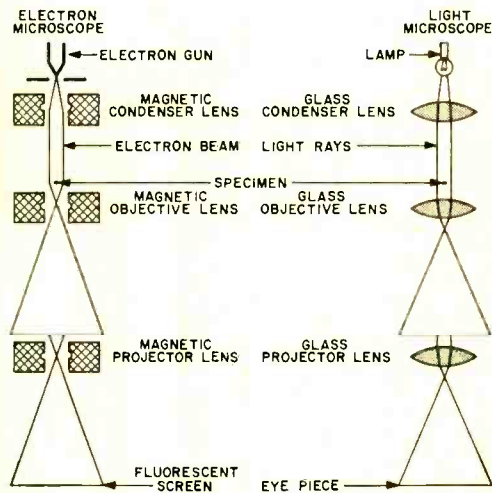 ELECTRON
MICROSCOPE
LIGHT
MICROSCOPE
ELECTRON GUN
LAMP
MAGNETIC
CONDENSER LENS
GLASS
CONDENSER LENS
ELECTRON BEAM
LIGHT RAYS
SPECIMEN
MAGNETIC
OBJECTIVE LENS
GLASS
OBJECTIVE LENS
MAGNETIC
PROJECTOR LENS
GLASS
PROJECTOR LENS
FLUORESCENT
SCREEN
EYE PIECE